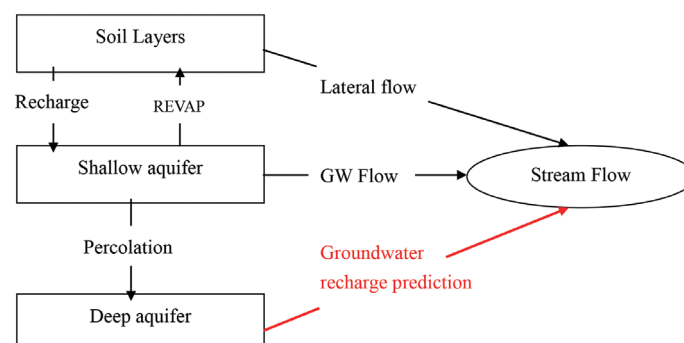 Soil Layers
Lateral flow
Recharge
REVAP
Shallow aquifer
GW Flow
Stream Flow
Percolation
Groundwater
recharge prediction
Deep aquifer